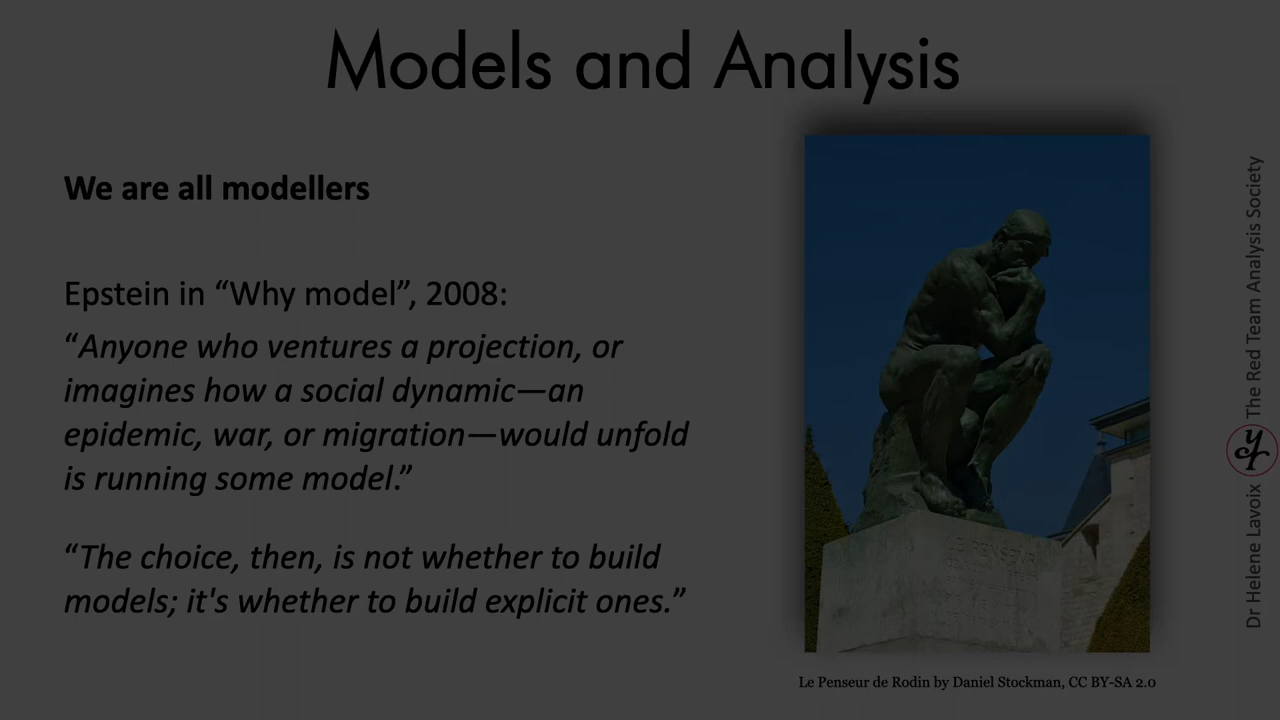 Models and Analysis
We are all modellers
Epstein in “Why model”, 2008:
“Anyone who ventures a projection, or
imagines how a social dynamic—an
epidemic, war, or migration—would unfold
is running some model.”
“The choice, then, is not whether to build
models; it's whether to build explicit ones.”
Le Penseur de Rodin by Daniel Stockman, CC BY-SA 2.0
Dr Helene Lavoix
The Red Team Analysis Society